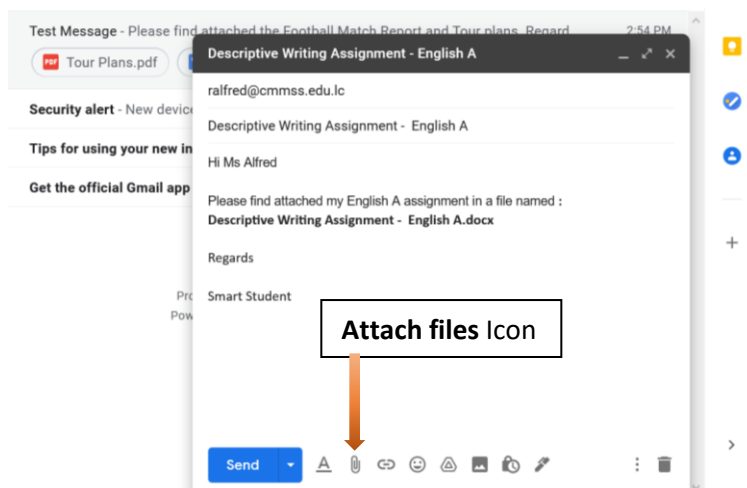 Test Message - Please find attached the Football Match Report and Tour plans. Regard 2:54 PM
PDF Tour Plans.pdf
Descriptive Writing Assignment - English A
ralfred@cmmss.edu.lc
Security alert - New device
Descriptive Writing Assignment - English A
Tips for using your new in
Hi Ms Alfred
Get the official Gmail app
Please find attached my English A assignment in a file named :
Descriptive Writing Assignment - English A.docx
Regards
Pro
Smart Student
Pow
Attach files Icon
Send